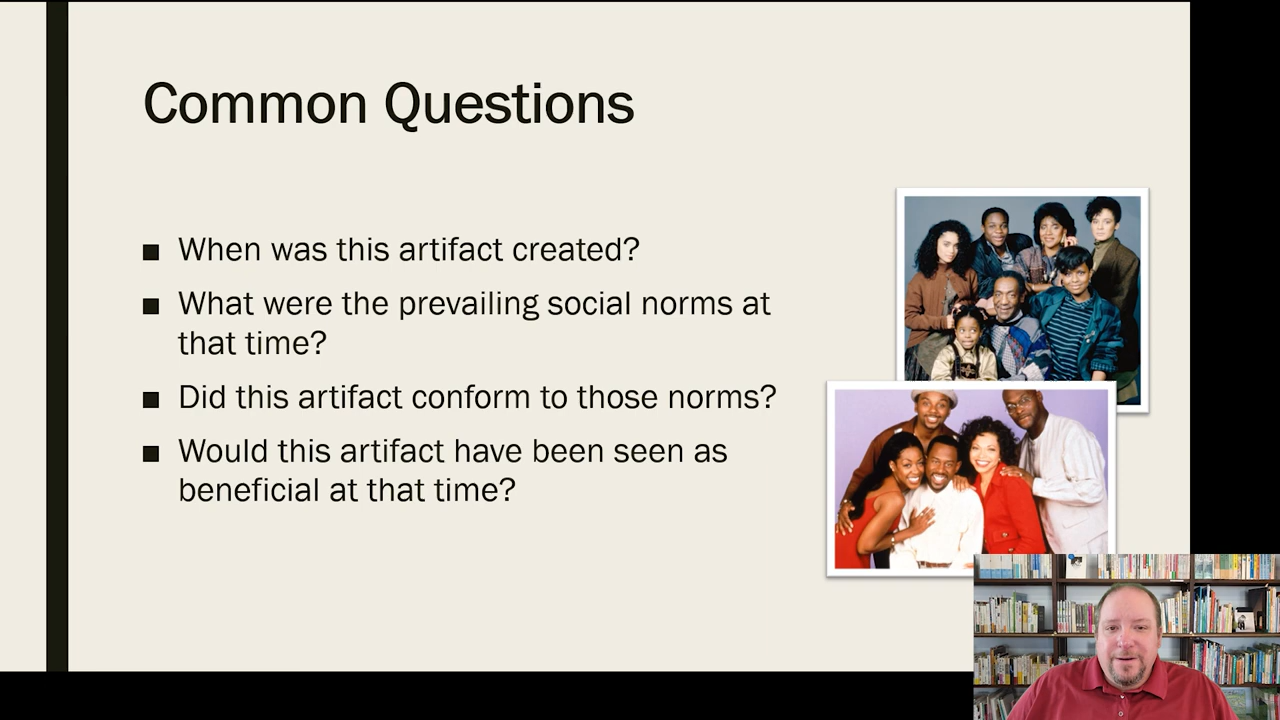 Common Questions
■ When was this artifact created?
■ What were the prevailing social norms at
that time?
■ Did this artifact conform to those norms?
■ Would this artifact have been seen as
beneficial at that time?